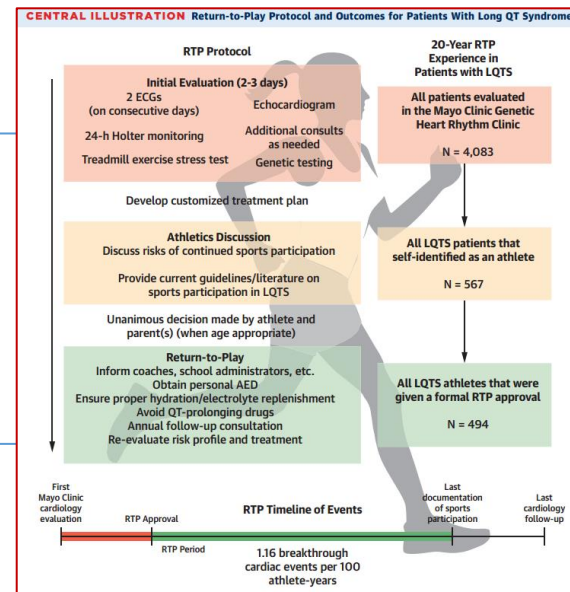 CENTRAL ILLUSTRATION Return-to-Play Protocol and Outcomes for Patients With Long QT Syndrome
RTP Protocol
Initial Evaluation (2-3 days)
2 ECGs
(on consecutive days)
24-h Holter monitoring
Treadmill exercise stress test
Echocardiogram
Additional consults
as needed
Genetic testing
Develop customized treatment plan
Athletics Discussion
Discuss risks of continued sports participation
Provide current guidelines/literature on
sports participation in LQTS
Unanimous decision made by athlete and
parent(s) (when age appropriate)
Return-to-Play
Inform coaches, school administrators, etc.
Obtain personal AED
Ensure proper hydration/electrolyte replenishment
Avoid QT-prolonging drugs
Annual follow-up consultation
Re-evaluate risk profile and treatment
20-Year RTP
Experience in
Patients with LQTS
All patients evaluated
in the Mayo Clinic Genetic
Heart Rhythm Clinic
N = 4,083
All LQTS patients that
self-identified as an athlete
N = 567
All LQTS athletes that were
given a formal RTP approval
N = 494
First
Mayo Clinic
cardiology
evaluation
RTP Approval
RTP Timeline of Events
Last
documentation
of sports
participation
Last
cardiology
follow-up
RTP Period
1.16 breakthrough
cardiac events per 100
athlete-years